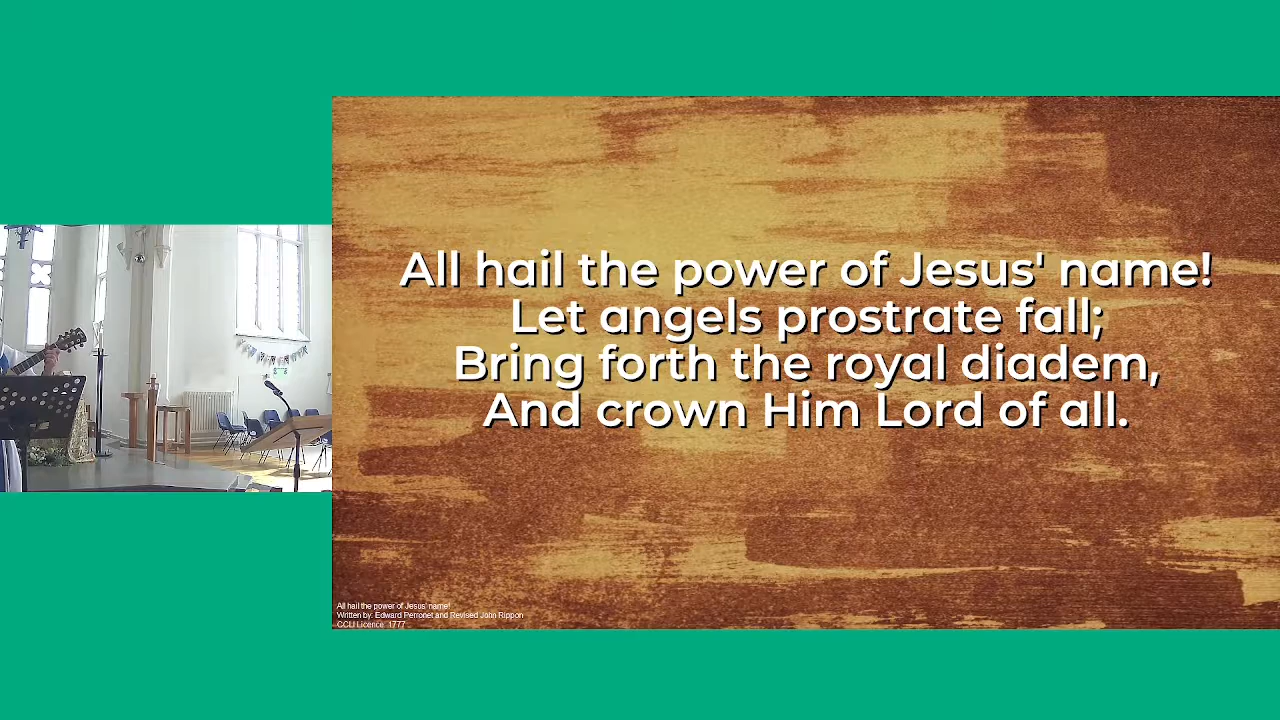 All hail the power of Jesus' name!
Let angels prostrate fall;
Bring forth the royal diadem,
And crown Him Lord of all.
All hail the power of Jesus' name!
Written by: Edward Perronet and Revised John Rippon
CCLI Licence: 1777